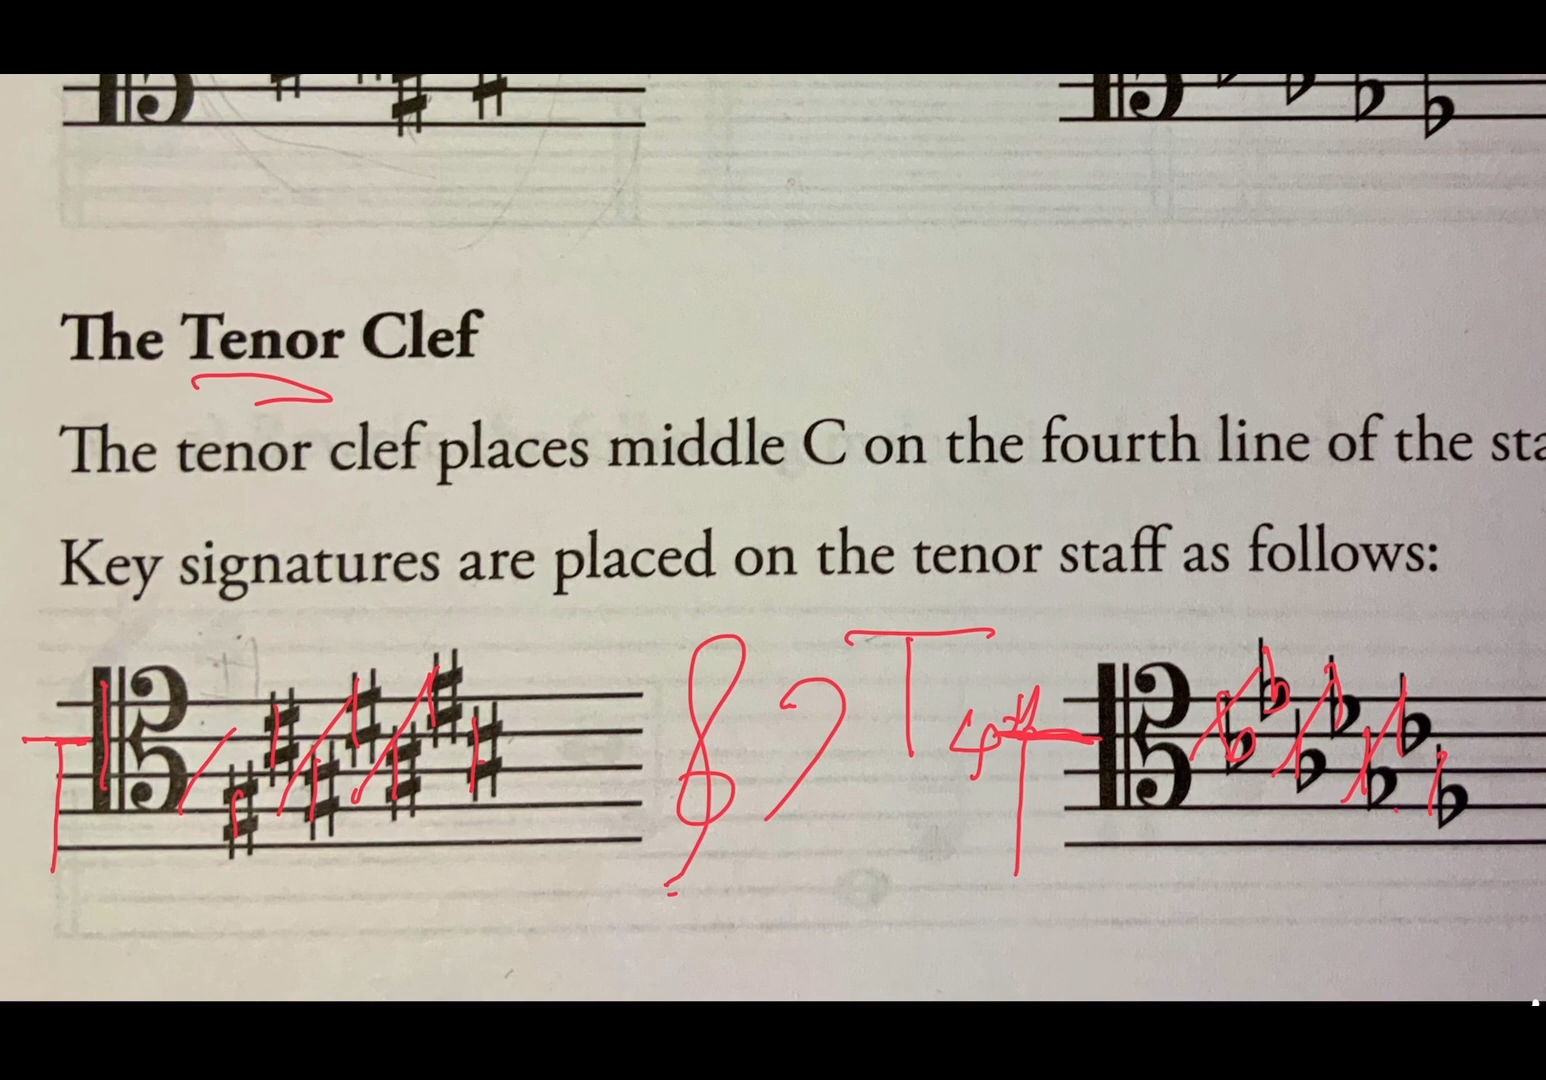 The Tenor Clef
The tenor clef places middle C on the fourth line of the sta
Key signatures are placed on the tenor staff as follows:
T
T 4